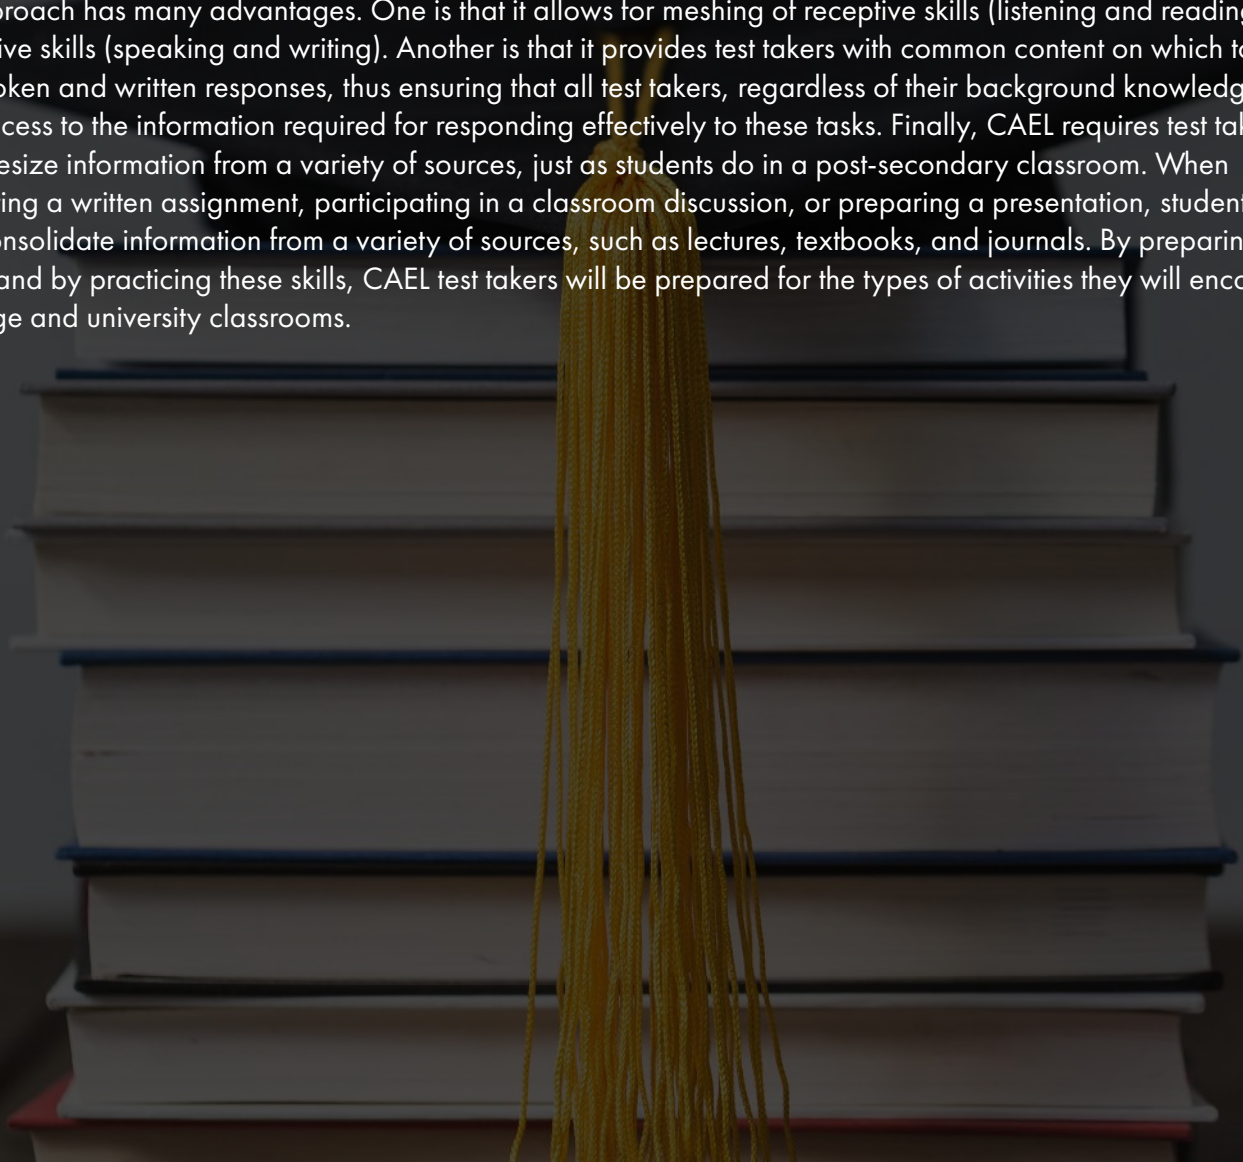 proach has many advantages. One is that it allows for meshing of receptive skills (listening and reading
ive skills (speaking and writing). Another is that it provides test takers with common content on which to
oken and written responses, thus ensuring that all test takers, regardless of their background knowledg
cess to the information required for responding effectively to these tasks. Finally, CAEL requires test tak
esize information from a variety of sources, just as students do in a post-secondary classroom. When
ing a written assignment, participating in a classroom discussion, or preparing a presentation, student
onsolidate information from a variety of sources, such as lectures, textbooks, and journals. By preparin
and by practicing these skills, CAEL test takers will be prepared for the types of activities they will enco
ge and university classrooms.